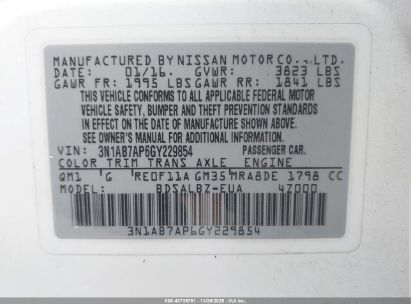 MANUFACTURED BY NISSAN MOTOR CO., LTD.
DATE: 01/16. GVWR: 3823 LBS
GAWR FR: 1995 LBS GAWR RR: 1841 LBS
THIS VEHICLE CONFORMS TO ALL APPLICABLE FEDERAL MOTOR
VEHICLE SAFETY, BUMPER AND THEFT PREVENTION STANDARDS
IN EFFECT ON THE DATE OF MANUFACTURE SHOWN ABOVE.
SEE OWNER'S MANUAL FOR ADDITIONAL INFORMATION.
VIN: 3N1AB7AP6GY229854 PASSENGER CAR.
COLOR TRIM TRANS AXLE ENGINE
QM1 G RE0F11A GM35 MRA8DE 1798 CC
MODEL: BDSALBZ-EUA 4Z000
3N1AB7AP6GY229854